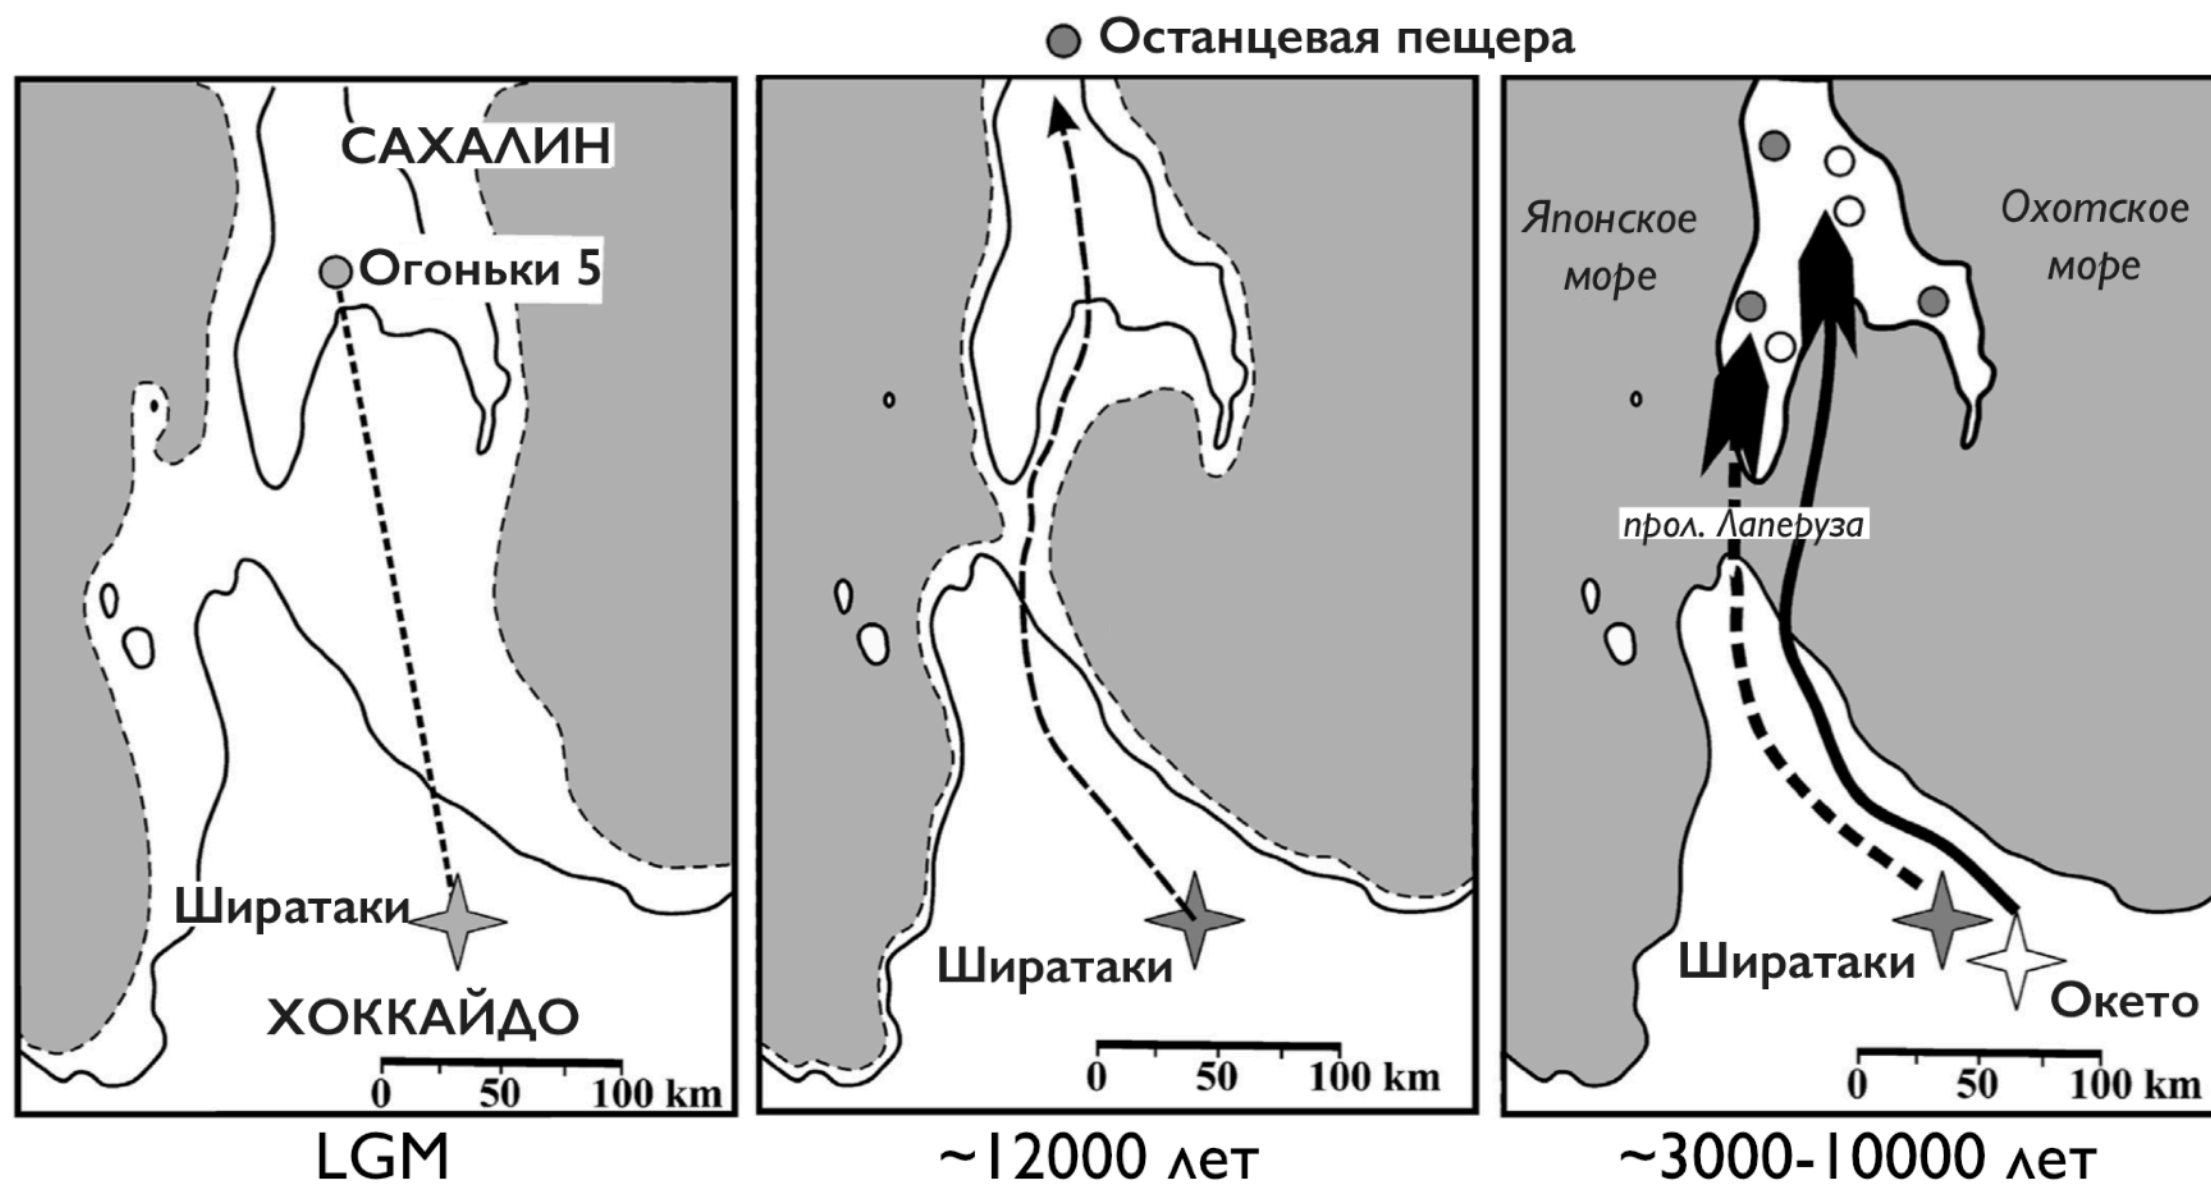 Останцевая пещера
САХАЛИН
Огоньки 5
Ширатаки
ХОККАЙДО
0 50 100 km
LGM
Ширатаки
0 50 100 km
~12000 лет
Японское
море
Охотское
море
прол. Лаперуза
Ширатаки
Окето
0 50 100 km
~3000-10000 лет